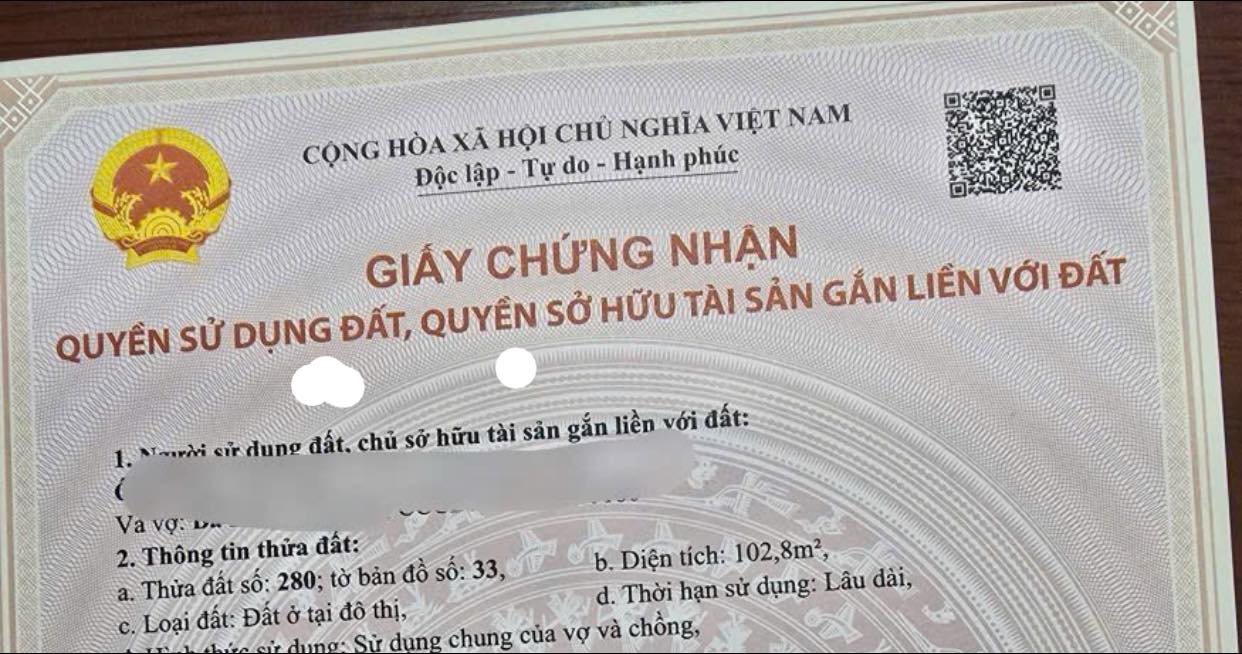 CỘNG HÒA XÃ HỘI CHỦ NGHĨA VIỆT NAM
Độc lập - Tự do - Hạnh phúc
GIẤY CHỨNG NHẬN
QUYỀN SỬ DỤNG ĐẤT, QUYỀN SỞ HỮU TÀI SẢN GẮN LIỀN VỚI ĐẤT
1. Người sử dụng đất, chủ sở hữu tài sản gắn liền với đất:
Và vợ:
2. Thông tin thửa đất:
a. Thửa đất số: 280; tờ bản đồ số: 33, b. Diện tích: 102,8m²,
c. Loại đất: Đất ở tại đô thị, d. Thời hạn sử dụng: Lâu dài,
thức sử dụng: Sử dụng chung của vợ và chồng,